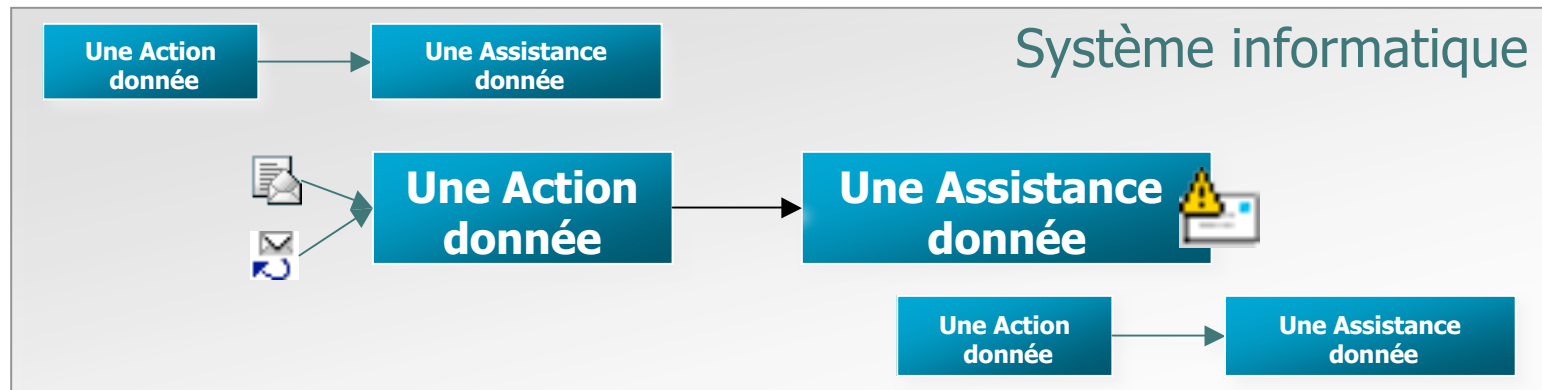 Système informatique
Une Action
donnée
Une Assistance
donnée
Une Action
donnée
Une Assistance
donnée
Une Action
donnée
Une Assistance
donnée